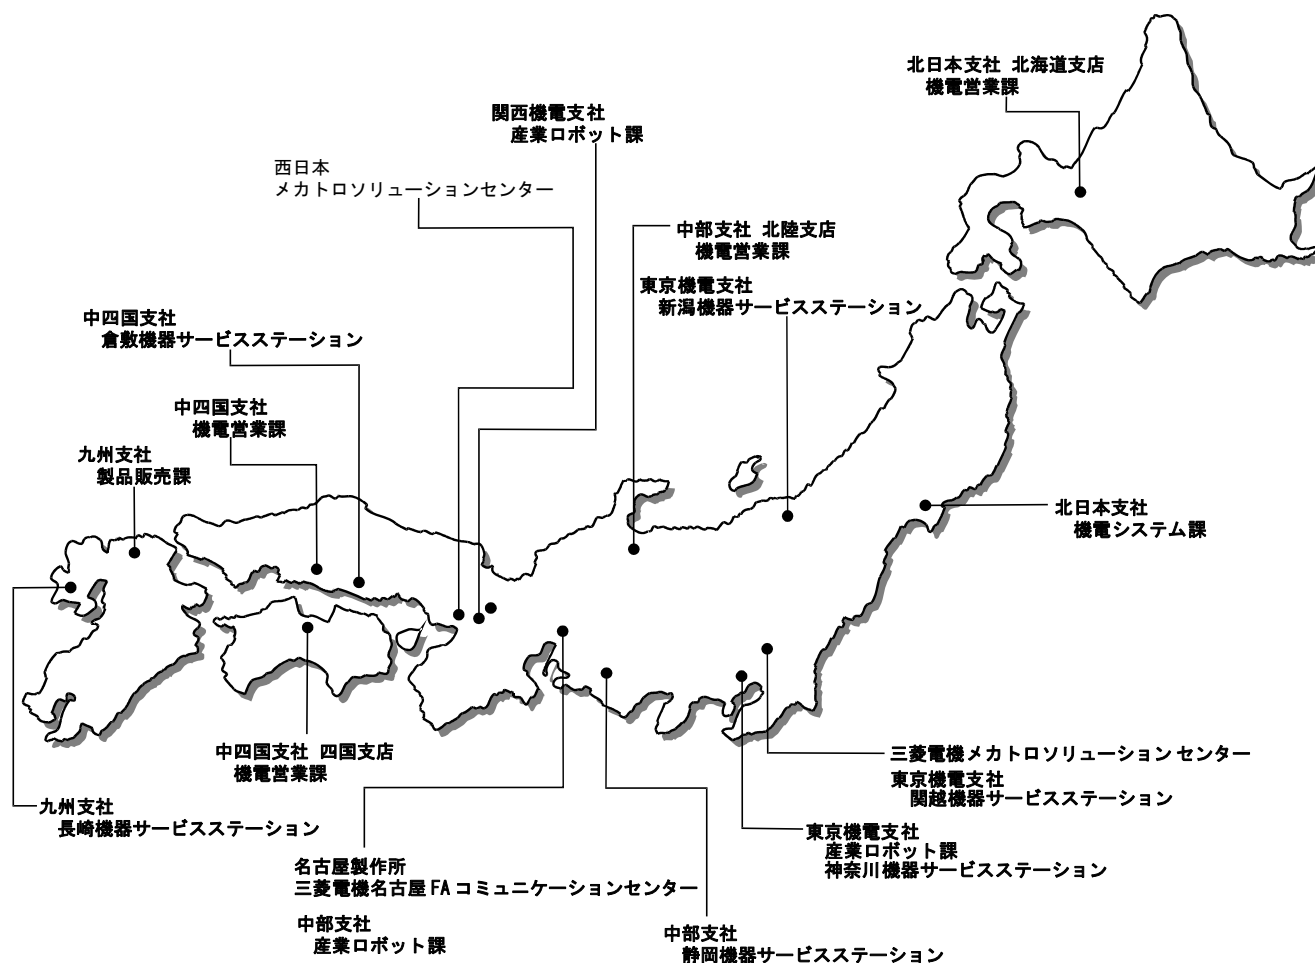 北日本支社 北海道支店
機電営業課
関西機電支社
産業ロボット課
西日本
メカトロソリューションセンター
中部支社 北陸支店
機電営業課
東京機電支社
新潟機器サービスステーション
中四国支社
倉敷機器サービスステーション
中四国支社
機電営業課
九州支社
製品販売課
北日本支社
機電システム課
中四国支社 四国支店
機電営業課
三菱電機メカトロソリューションセンター
東京機電支社
関越機器サービスステーション
九州支社
長崎機器サービスステーション
東京機電支社
産業ロボット課
神奈川機器サービスステーション
名古屋製作所
三菱電機名古屋FAコミュニケーションセンター
中部支社
産業ロボット課
中部支社
静岡機器サービスステーション